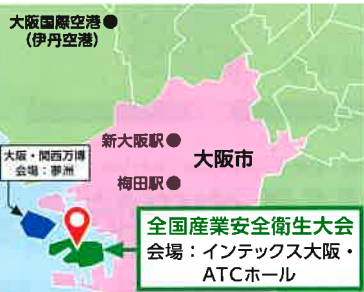 大阪国際空港●
（伊丹空港）
新大阪駅●
大阪市
大阪・関西万博
会場：夢洲
梅田駅●
全国産業安全衛生大会
会場：インテックス大阪・
ATCホール